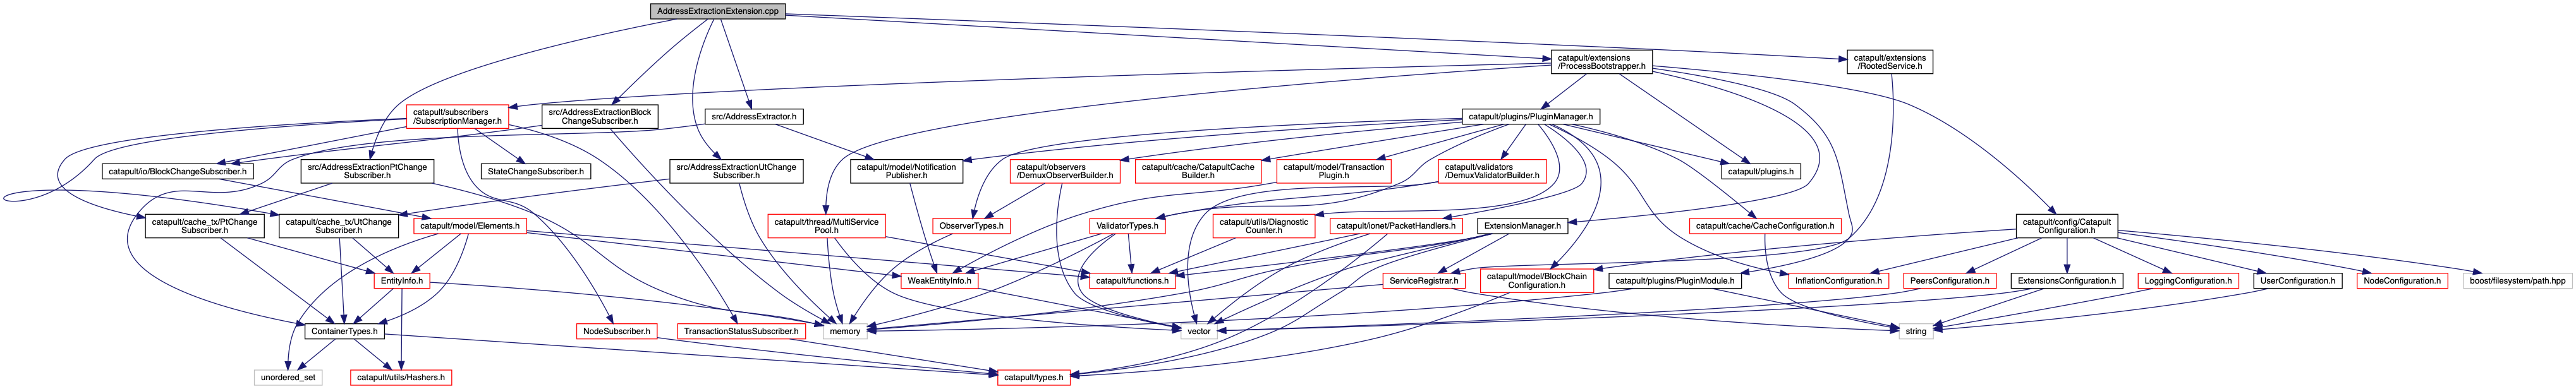 AddressExtractionExtension.cpp
catapult/extensions
/ProcessBootstrapper.h
catapult/extensions
/RootedService.h
catapult/subscribers
/SubscriptionManager.h
src/AddressExtractionBlock
ChangeSubscriber.h
src/AddressExtractor.h
catapult/plugins/PluginManager.h
catapult/io/BlockChangeSubscriber.h
src/AddressExtractionPtChange
Subscriber.h
StateChangeSubscriber.h
src/AddressExtractionUtChange
Subscriber.h
catapult/model/Notification
Publisher.h
catapult/observers
/DemuxObserverBuilder.h
catapult/cache/CatapultCache
Builder.h
catapult/model/Transaction
Plugin.h
catapult/validators
/DemuxValidatorBuilder.h
catapult/plugins.h
catapult/cache_tx/PtChange
Subscriber.h
catapult/cache_tx/UtChange
Subscriber.h
catapult/model/Elements.h
catapult/thread/MultiService
Pool.h
ObserverTypes.h
ValidatorTypes.h
catapult/utils/Diagnostic
Counter.h
catapult/ionet/PacketHandlers.h
ExtensionManager.h
catapult/cache/CacheConfiguration.h
catapult/config/Catapult
Configuration.h
EntityInfo.h
WeakEntityInfo.h
catapult/functions.h
ServiceRegistrar.h
catapult/model/BlockChain
Configuration.h
catapult/plugins/PluginModule.h
InflationConfiguration.h
PeersConfiguration.h
ExtensionsConfiguration.h
LoggingConfiguration.h
UserConfiguration.h
NodeConfiguration.h
boost/filesystem/path.hpp
ContainerTypes.h
NodeSubscriber.h
TransactionStatusSubscriber.h
memory
vector
string
unordered_set
catapult/utils/Hashers.h
catapult/types.h